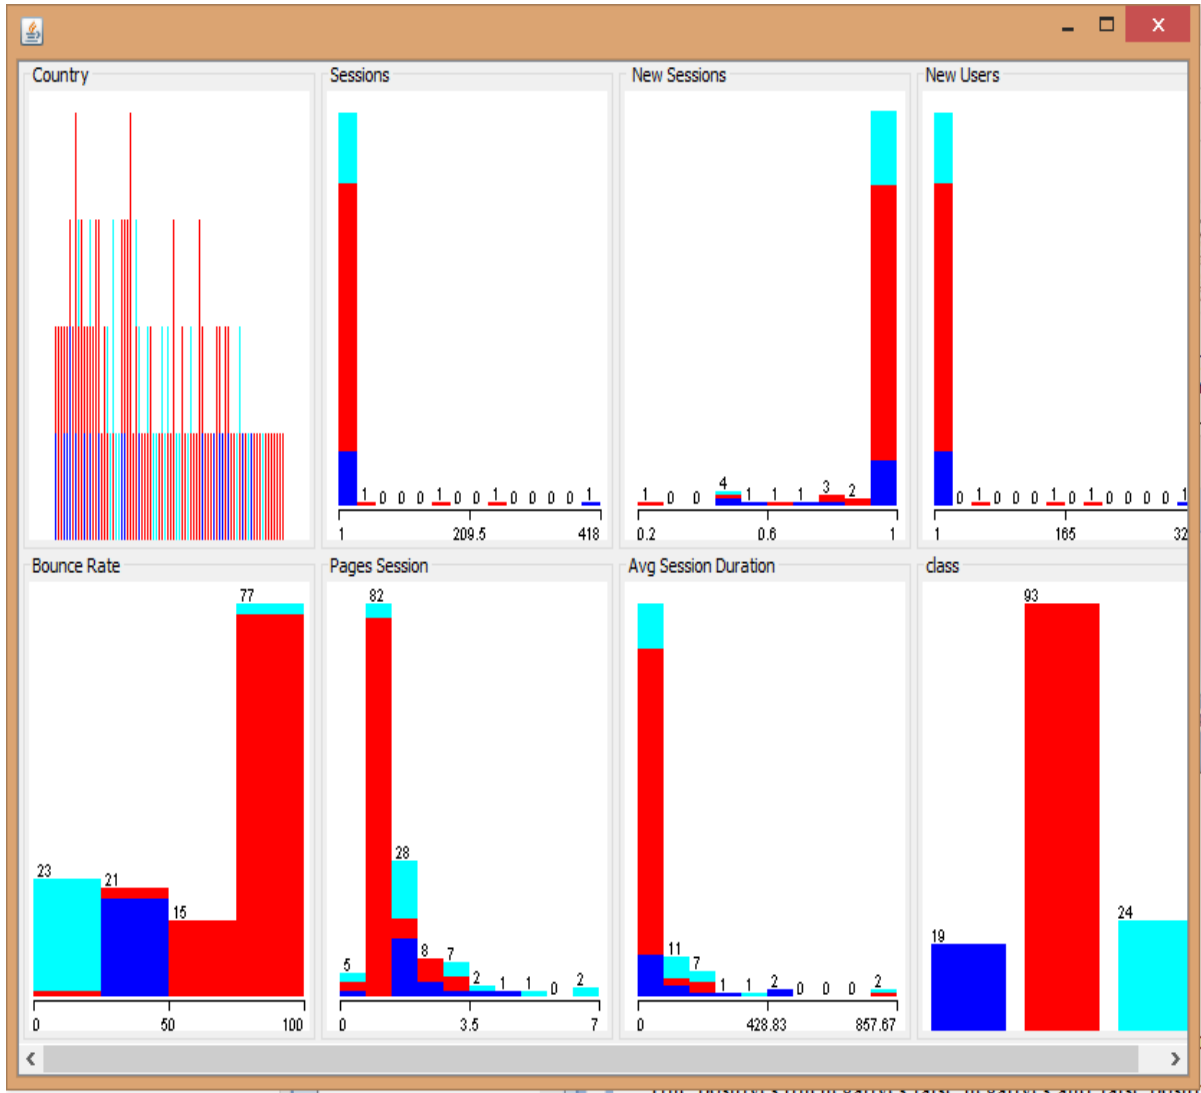 Country
Sessions
1 0 0 0 1 0 0 1 0 0 0 0 1
1 209.5 418
New Sessions
1 0 0 4 1 1 1 3 2
0.2 0.6 1
New Users
0 1 0 0 0 1 0 1 0 0 0 0 1
1 165
Bounce Rate
23 21 15 77
0 50 100
Pages Session
5 82 28 8 7 2 1 1 0 2
0 3.5 7
Avg Session Duration
11 7 1 1 2 0 0 0 2
0 428.83 857.67
class
19 93 24